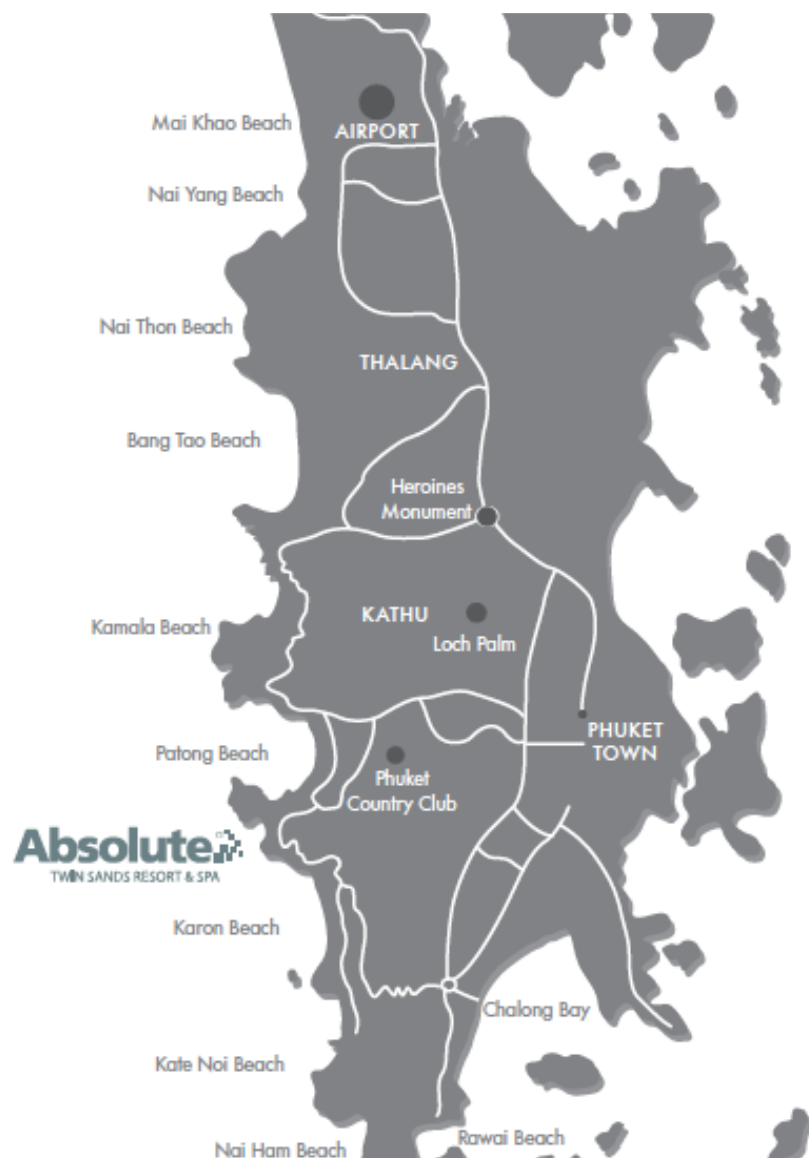 Mai Khao Beach
AIRPORT
Nai Yang Beach
Nai Thon Beach
THALANG
Bang Tao Beach
Heroines
Monument
Kamala Beach
KATHU
Loch Palm
Patong Beach
PHUKET
TOWN
Phuket
Country Club
Absolute
TWIN SANDS RESORT & SPA
Karon Beach
Chalong Bay
Kate Noi Beach
Rawai Beach
Nai Ham Beach